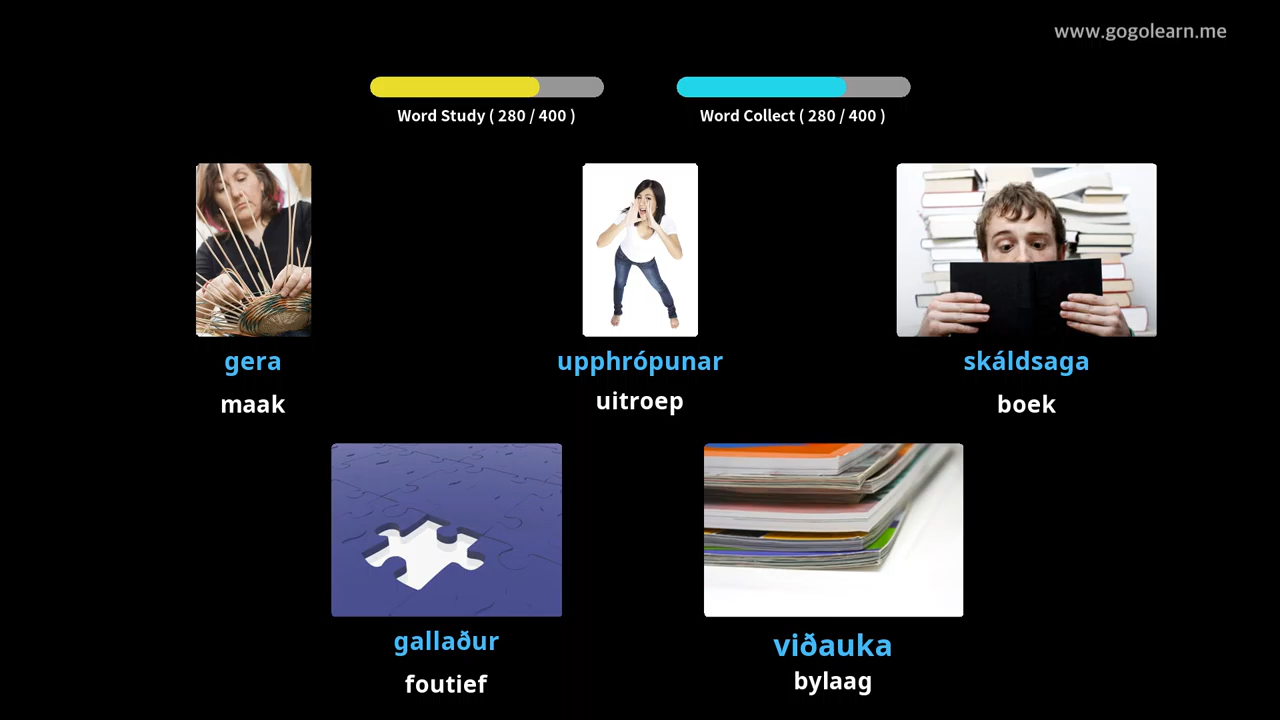 www.gogolearn.me
Word Study ( 280 / 400 )
Word Collect ( 280 / 400 )
gera
upphrópunar
skáldsaga
maak
uitroep
boek
gallaður
viðauka
foutief
bylaag